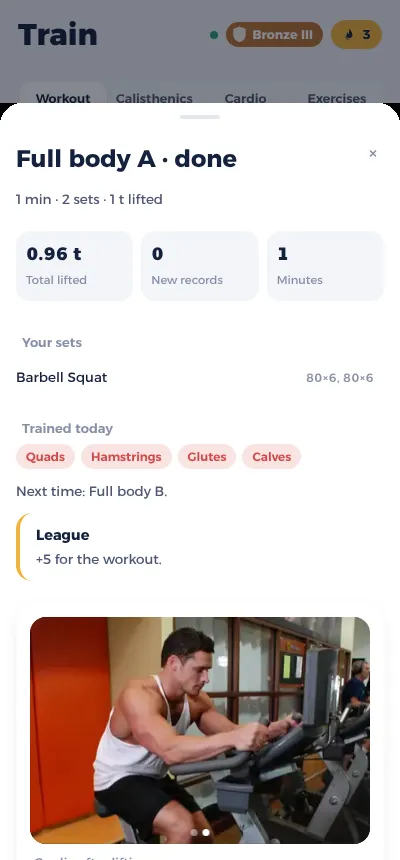 Train
Bronze III
3
Workout
Calisthenics
Cardio
Exercises
Full body A · done
×
1 min · 2 sets · 1 t lifted
0.96 t
Total lifted
0
New records
1
Minutes
Your sets
Barbell Squat
80×6, 80×6
Trained today
Quads
Hamstrings
Glutes
Calves
Next time: Full body B.
League
+5 for the workout.